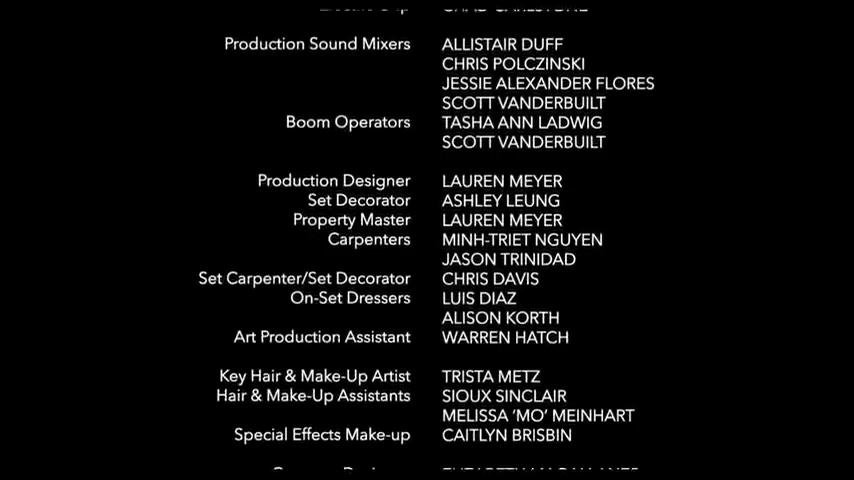 Production Sound Mixers ALLISTAIR DUFF
CHRIS POLCZINSKI
JESSIE ALEXANDER FLORES
SCOTT VANDERBUILT
Boom Operators TASHA ANN LADWIG
SCOTT VANDERBUILT
Production Designer LAUREN MEYER
Set Decorator ASHLEY LEUNG
Property Master LAUREN MEYER
Carpenters MINH-TRIET NGUYEN
JASON TRINIDAD
Set Carpenter/Set Decorator CHRIS DAVIS
On-Set Dressers LUIS DIAZ
ALISON KORTH
Art Production Assistant WARREN HATCH
Key Hair & Make-Up Artist TRISTA METZ
Hair & Make-Up Assistants SIOUX SINCLAIR
MELISSA ‘MO’ MEINHART
Special Effects Make-up CAITLYN BRISBIN